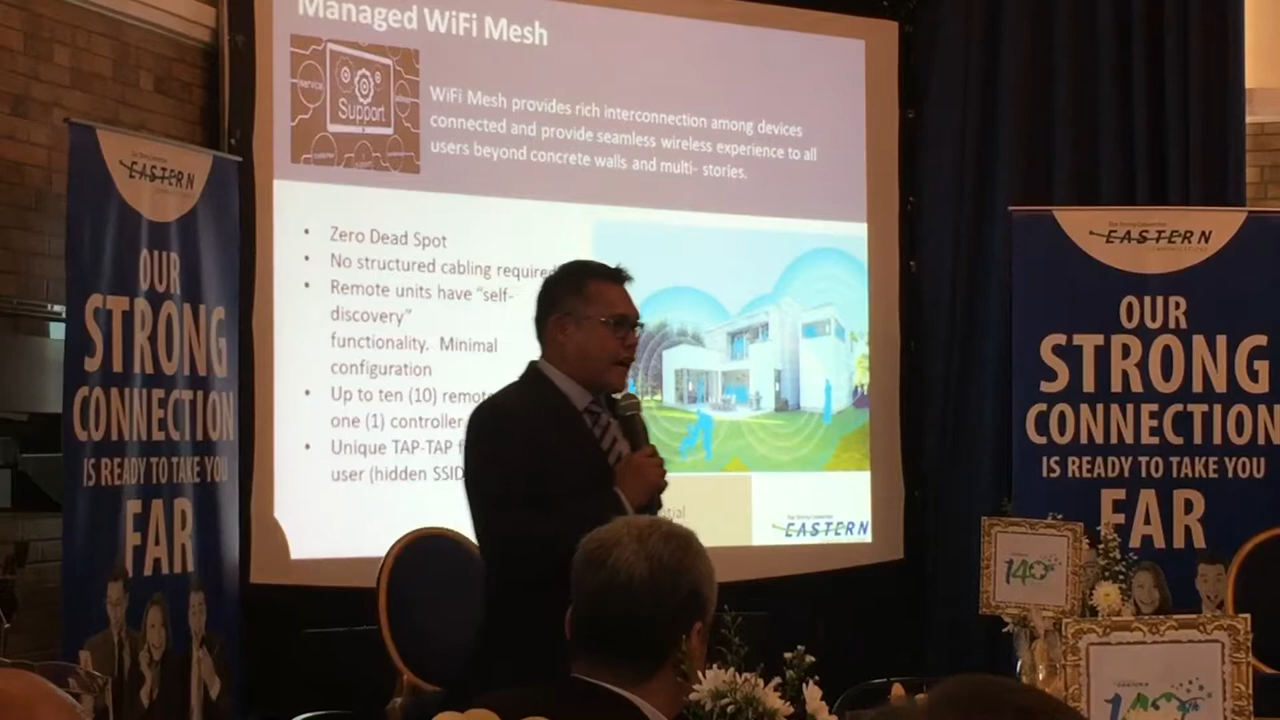 Managed WiFi Mesh
service
Support
WiFi Mesh provides rich interconnection among devices
connected and provide seamless wireless experience to all
users beyond concrete walls and multi- stories.
• Zero Dead Spot
• No structured cabling required
• Remote units have “self-
discovery”
functionality. Minimal
configuration
• Up to ten (10) remote
one (1) controller
• Unique TAP-TAP f
user (hidden SSID
EASTERN
EASTERN
OUR
STRONG
CONNECTION
IS READY TO TAKE YOU
FAR
EASTERN
OUR
STRONG
CONNECTION
IS READY TO TAKE YOU
FAR
140
140th